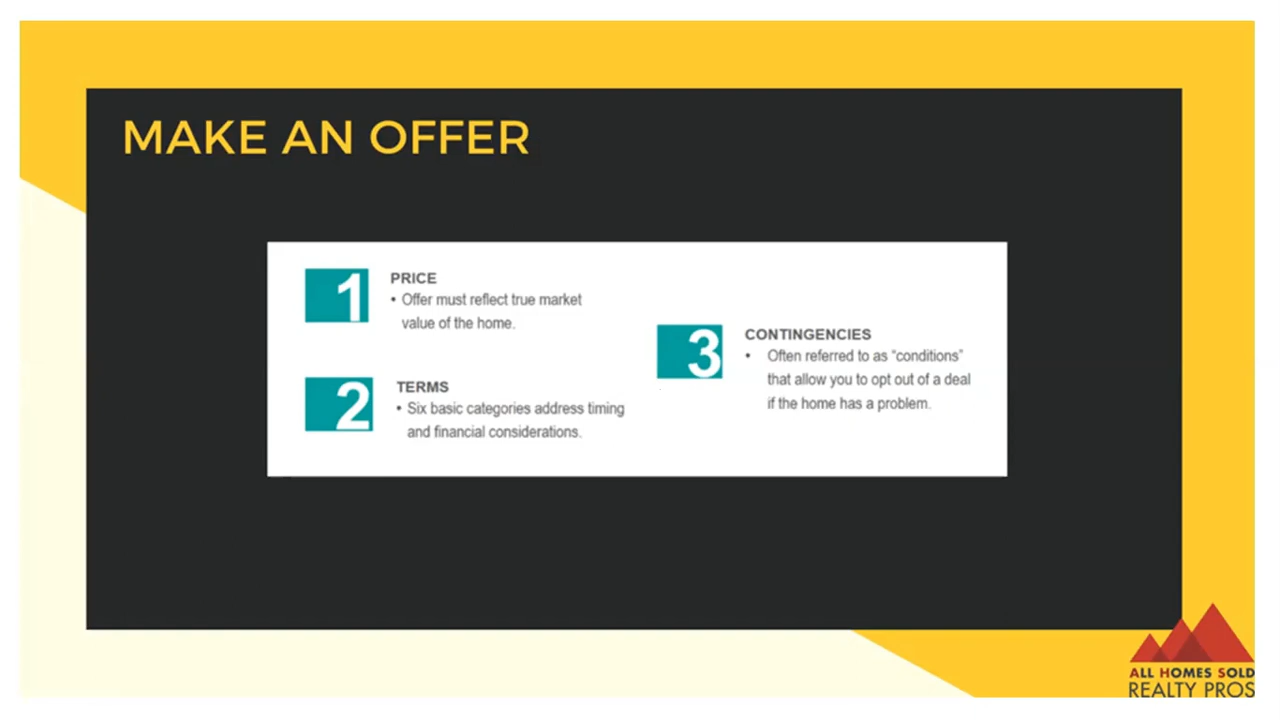 MAKE AN OFFER
1
PRICE
• Offer must reflect true market
value of the home.
2
TERMS
• Six basic categories address timing
and financial considerations.
3
CONTINGENCIES
• Often referred to as “conditions”
that allow you to opt out of a deal
if the home has a problem.
ALL HOMES SOLD
REALTY PROS